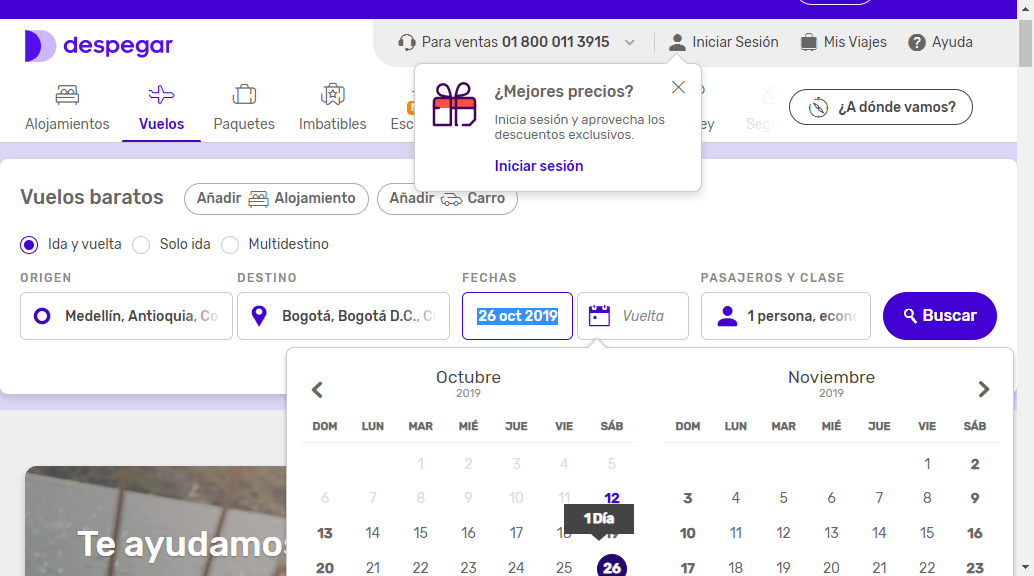 despegar
Para ventas 01 800 011 3915
Iniciar Sesión
Mis Viajes
Ayuda
Alojamientos
Vuelos
Paquetes
Imbatibles
¿A dónde vamos?
¿Mejores precios?
Inicia sesión y aprovecha los
descuentos exclusivos.
Iniciar sesión
Vuelos baratos
Añadir Alojamiento
Añadir Carro
Ida y vuelta
Solo ida
Multidestino
ORIGEN
DESTINO
FECHAS
PASAJEROS Y CLASE
Medellín, Antioquia, Co
Bogotá, Bogotá D.C., C
26 oct 2019
Vuelta
1 persona, econ
Buscar
Octubre
2019
Noviembre
2019
DOM LUN MAR MIÉ JUE VIE SÁB
DOM LUN MAR MIÉ JUE VIE SÁB
1 2 3 4 5
1 2
6 7 8 9 10 11 12
3 4 5 6 7 8 9
1 Día
13 14 15 16 17 18 19
10 11 12 13 14 15 16
20 21 22 23 24 25 26
17 18 19 20 21 22 23
Te ayudamos